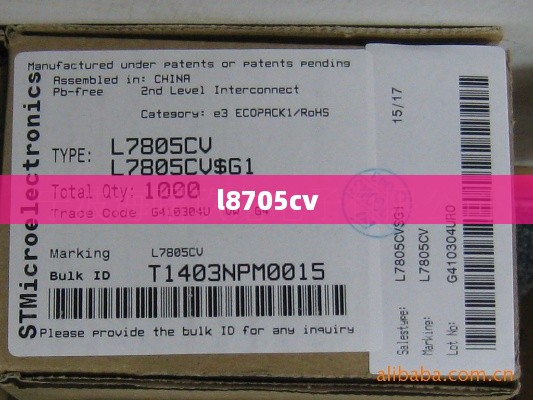 Manufactured under patents or patents pending
Assembled in: CHINA
Pb-free 2nd Level Interconnect
Category: e3 ECOPACK1/RoHS
STMicroelectronics
TYPE: L7805CV
L7805CV$G1
Total Qty: 1000
Trace Code G410304U
l8705cv
Marking L7805CV
Bulk ID T1403NPM0015
Please provide the bulk ID for any inquiry
15/17
Salestype: L7805CV$G1
Marking: L7805CV
Lot No: G410304URO
alibaba.com.cn